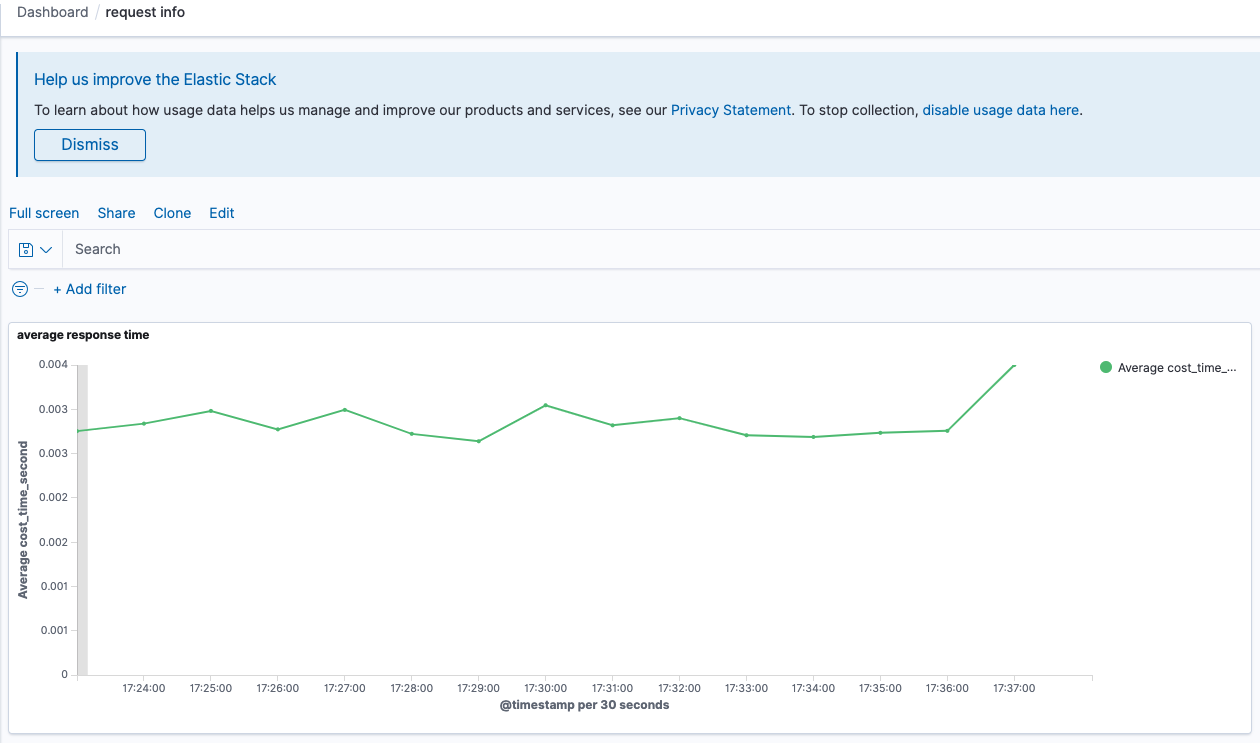 Dashboard / request info
Help us improve the Elastic Stack
To learn about how usage data helps us manage and improve our products and services, see our Privacy Statement. To stop collection, disable usage data here.
Dismiss
Full screen Share Clone Edit
Search
+ Add filter
average response time
Average cost_time_...
Average cost_time_second
0.004
0.003
0.003
0.002
0.002
0.001
0.001
0
17:24:00 17:25:00 17:26:00 17:27:00 17:28:00 17:29:00 17:30:00 17:31:00 17:32:00 17:33:00 17:34:00 17:35:00 17:36:00 17:37:00
@timestamp per 30 seconds